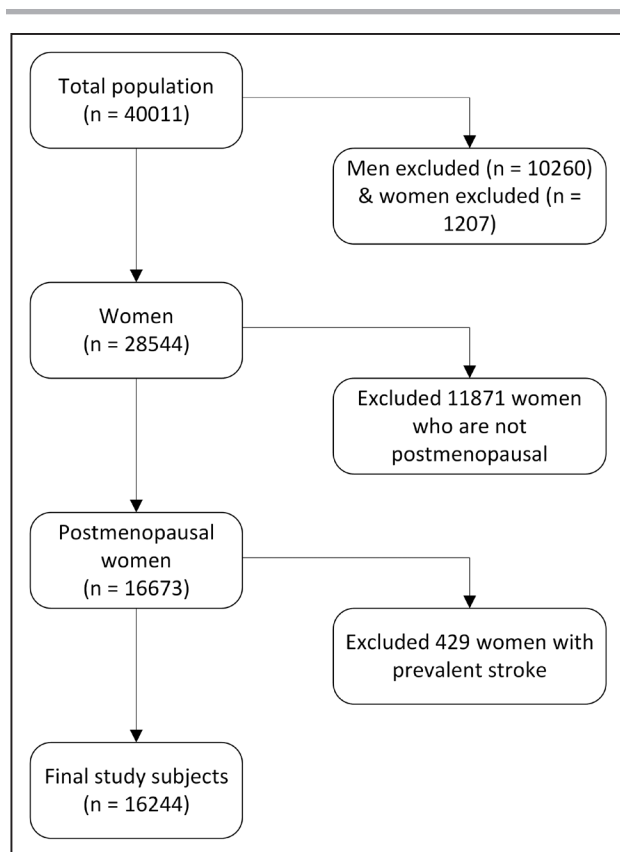 Total population
(n = 40011)
Men excluded (n = 10260)
& women excluded (n =
1207)
Women
(n = 28544)
Excluded 11871 women
who are not
postmenopausal
Postmenopausal
women
(n = 16673)
Excluded 429 women with
prevalent stroke
Final study subjects
(n = 16244)